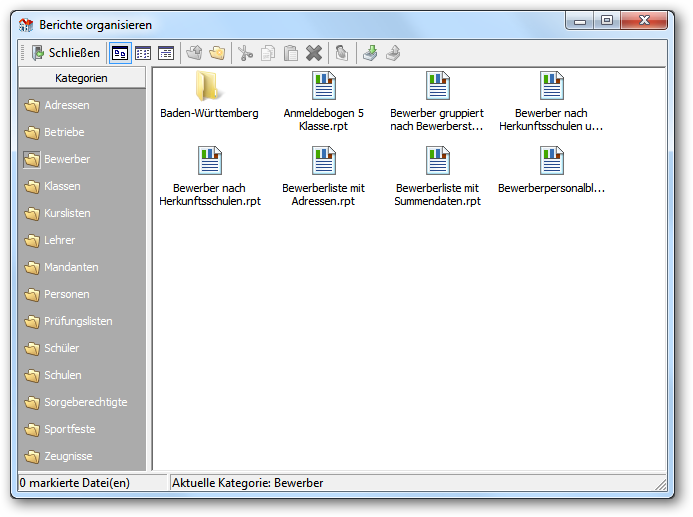 Berichte organisieren
Schließen
Kategorien
Adressen
Betriebe
Bewerber
Klassen
Kurslisten
Lehrer
Mandanten
Personen
Prüfungslisten
Schüler
Schulen
Sorgeberechtigte
Sportfeste
Zeugnisse
Baden-Württemberg
Anmeldebogen 5
Klasse.rpt
Bewerber gruppiert
nach Bewerberst...
Bewerber nach
Herkunftsschulen u...
Bewerber nach
Herkunftsschulen.rpt
Bewerberliste mit
Adressen.rpt
Bewerberliste mit
Summendaten.rpt
Bewerberpersonalbl...
0 markierte Datei(en)
Aktuelle Kategorie: Bewerber